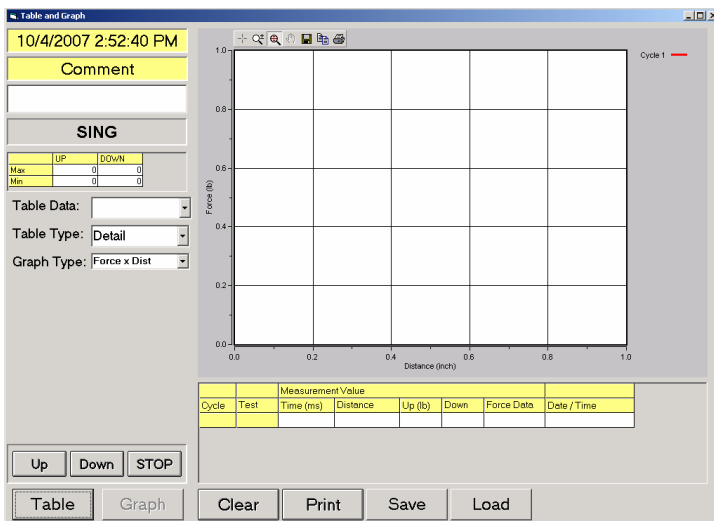 Table and Graph
10/4/2007 2:52:40 PM
Comment
SING
UP DOWN
Max 0 0
Min 0 0
Table Data:
Table Type: Detail
Graph Type: Force x Dist
Up Down STOP
Table Graph
1.0
0.8
0.6
0.4
0.2
0.0
Force (lb)
0.0 0.2 0.4 0.6 0.8 1.0
Distance (inch)
Cycle 1
Measurement Value
Cycle Test Time (ms) Distance Up (lb) Down Force Data Date / Time
Clear Print Save Load